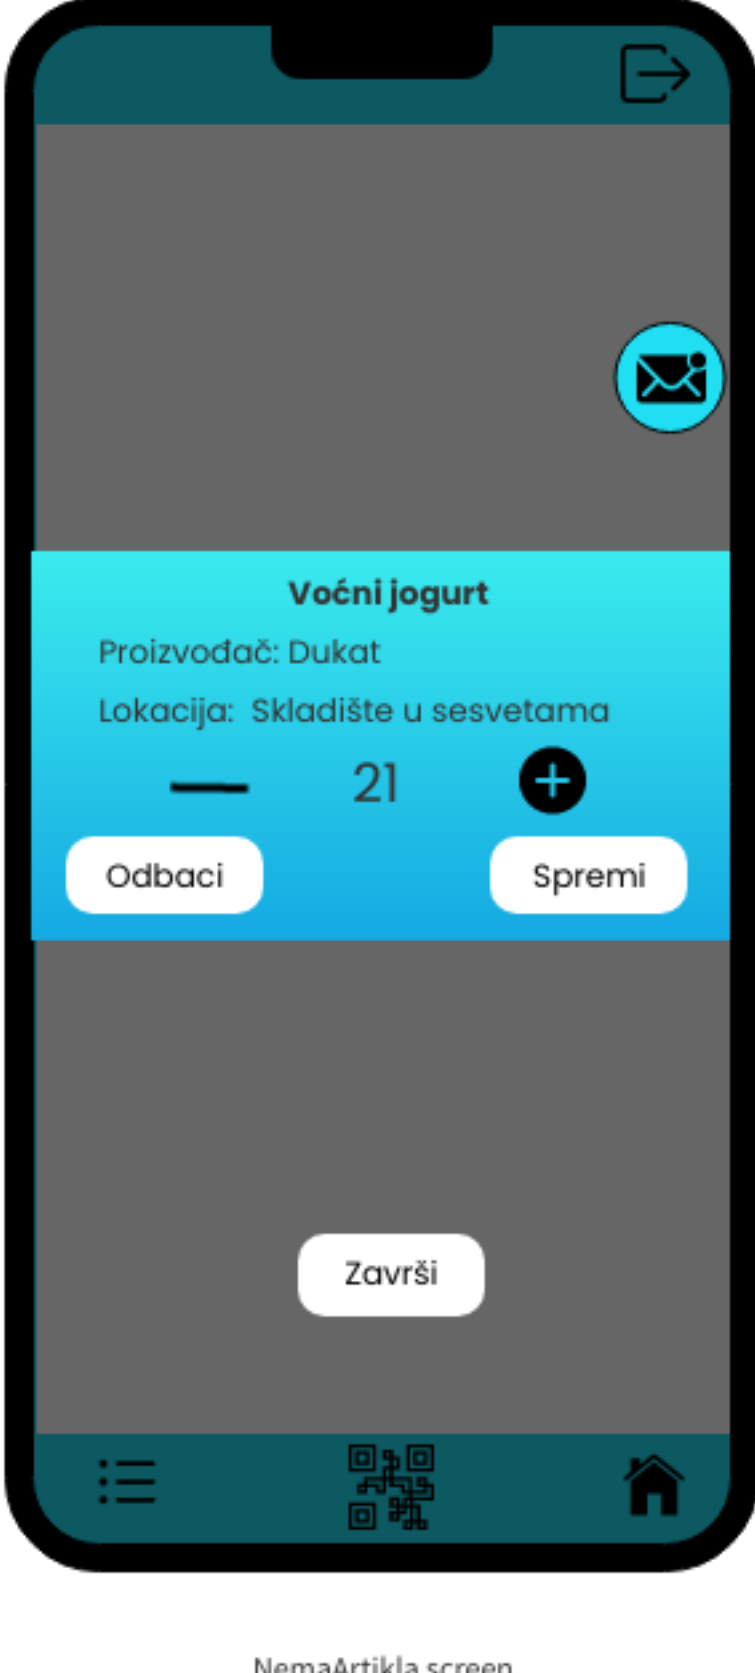 Voćni jogurt
Proizvođač: Dukat
Lokacija: Skladište u sesvetama
21
Odbaci
Spremi
Završi
NemaArtikla screen